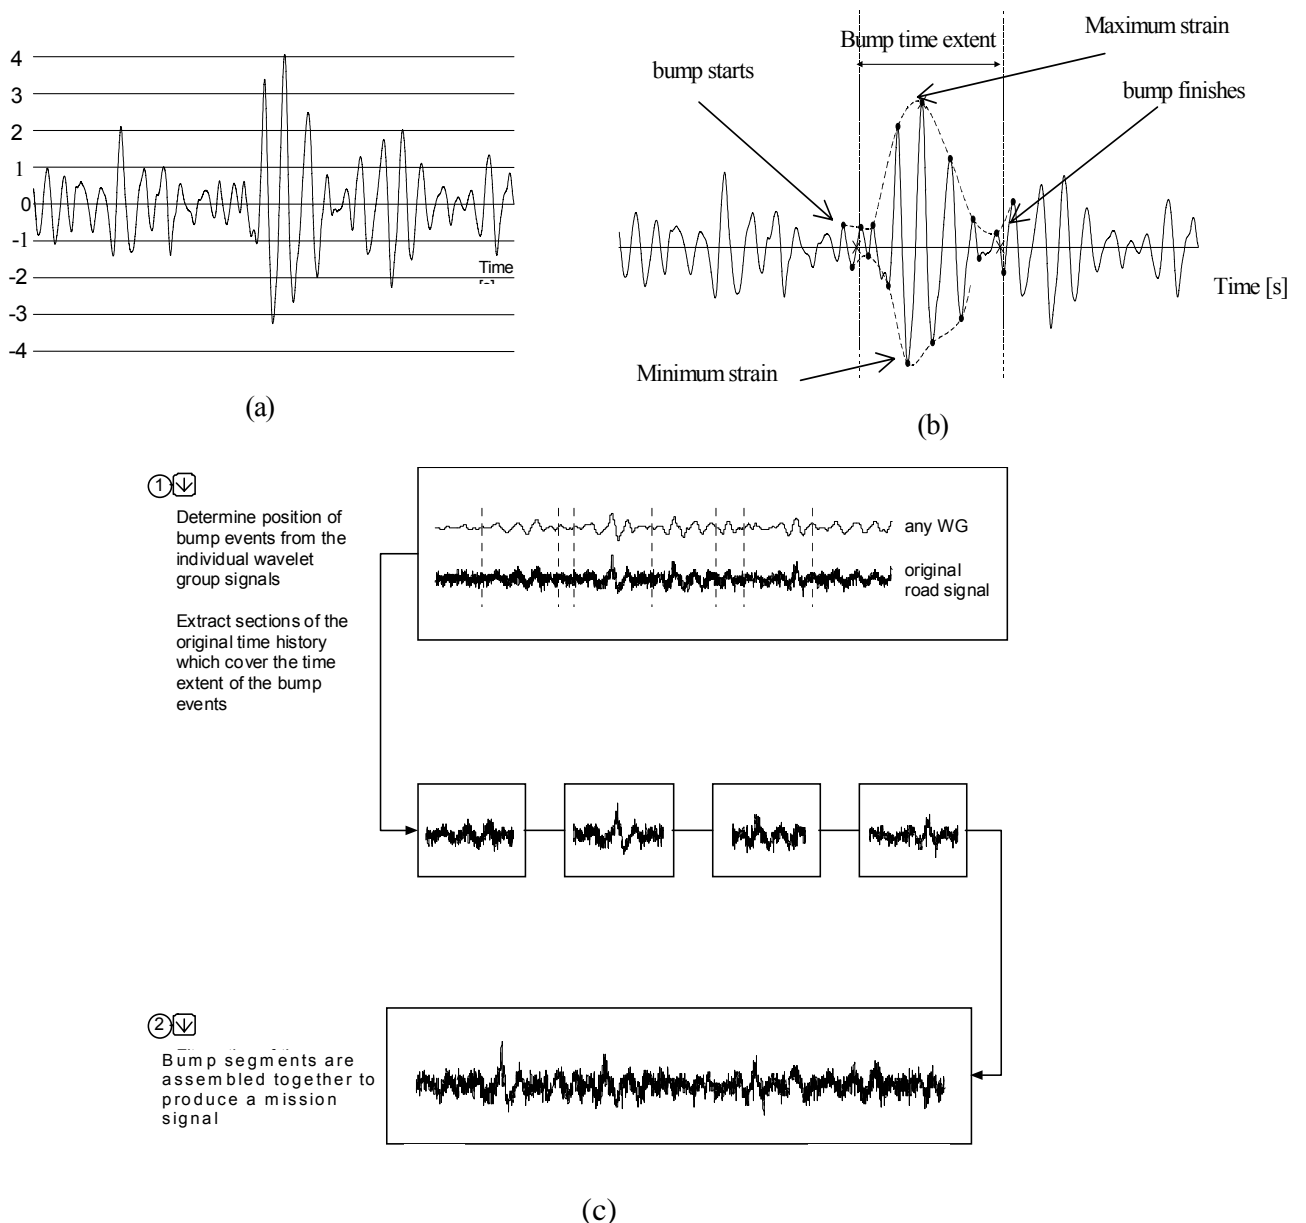 4
3
2
1
0
-1
-2
-3
-4
Time
(a)
Bump time extent
Maximum strain
bump starts
bump finishes
Time [s]
Minimum strain
(b)
1
Determine position of
bump events from the
individual wavelet
group signals
Extract sections of the
original time history
which cover the time
extent of the bump
events
any WG
original
road signal
2
Bump segments are
assembled together to
produce a mission
signal
(c)